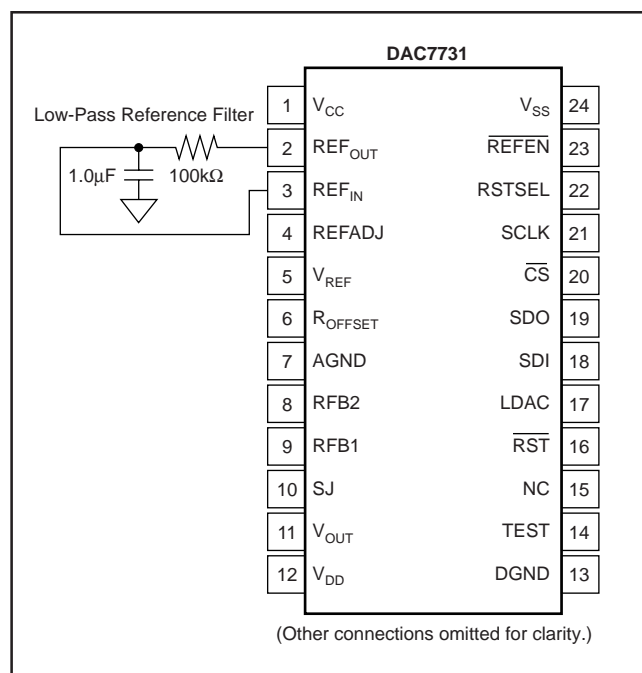 DAC7731
Low-Pass Reference Filter
1.0µF
100kΩ
1 V_CC
2 REF_OUT
3 REF_IN
4 REFADJ
5 V_REF
6 R_OFFSET
7 AGND
8 RFB2
9 RFB1
10 SJ
11 V_OUT
12 V_DD
V_SS 24
R̅E̅F̅E̅N̅ 23
RSTSEL 22
SCLK 21
C̅S̅ 20
SDO 19
SDI 18
LDAC 17
R̅S̅T̅ 16
NC 15
TEST 14
DGND 13
(Other connections omitted for clarity.)